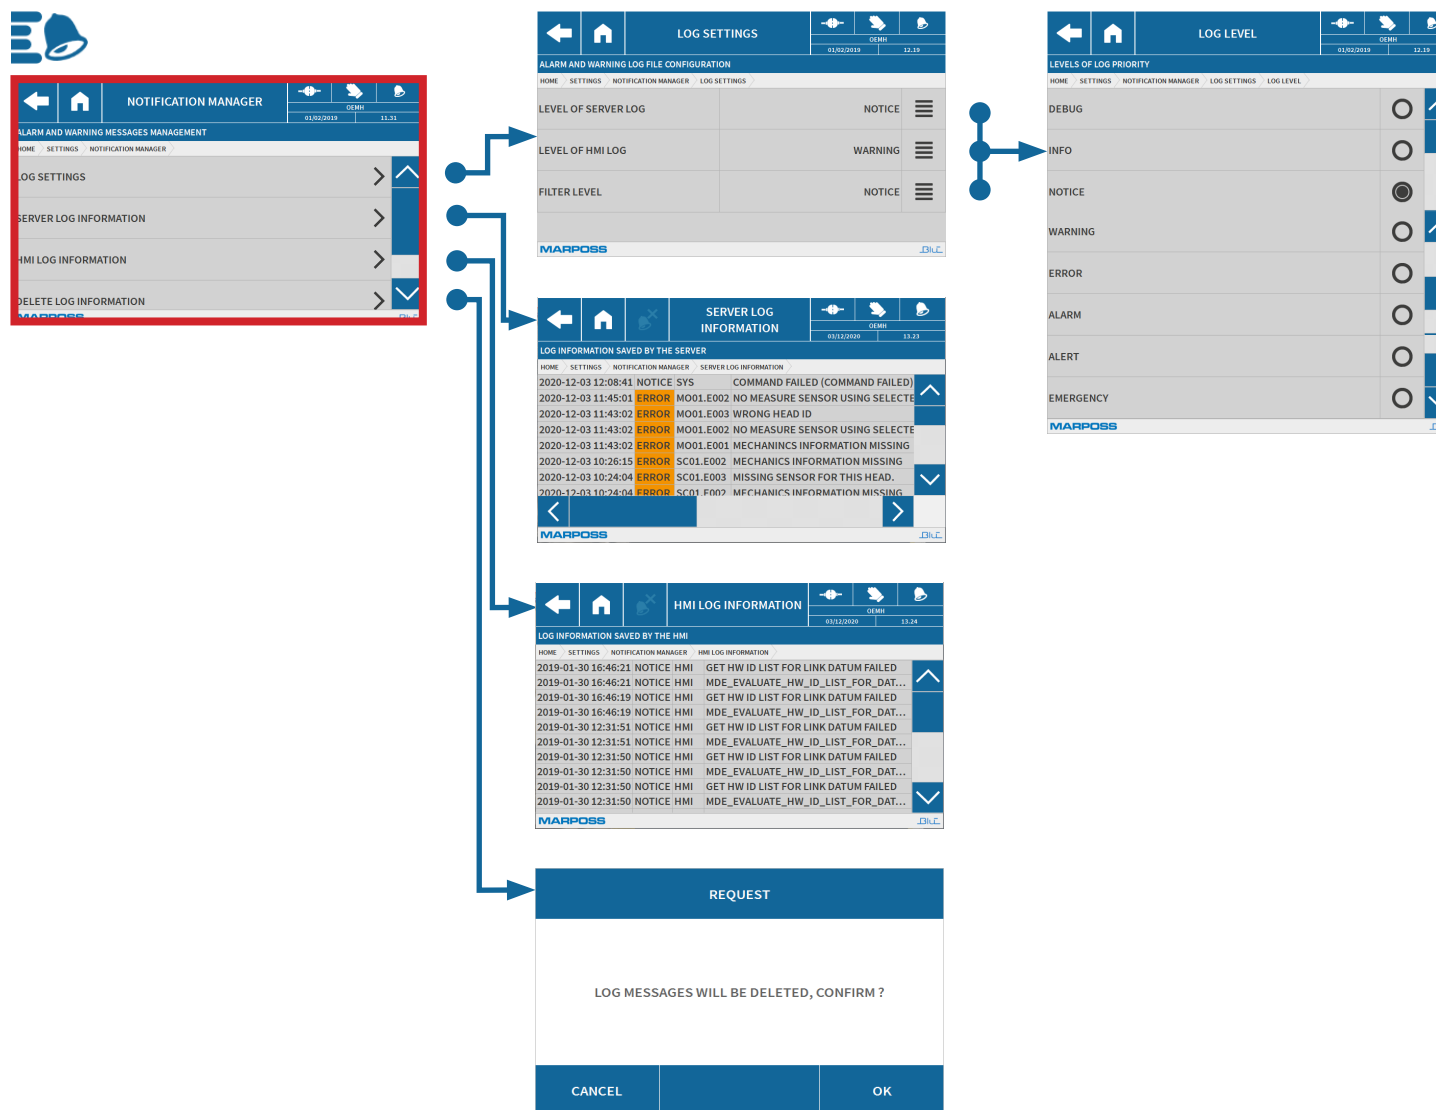 NOTIFICATION MANAGER
OEMH
01/02/2019 11.31
ALARM AND WARNING MESSAGES MANAGEMENT
HOME SETTINGS NOTIFICATION MANAGER
LOG SETTINGS
SERVER LOG INFORMATION
HMI LOG INFORMATION
DELETE LOG INFORMATION
MARPOSS
LOG SETTINGS
OEMH
01/02/2019 12.19
ALARM AND WARNING LOG FILE CONFIGURATION
HOME SETTINGS NOTIFICATION MANAGER LOG SETTINGS
LEVEL OF SERVER LOG NOTICE
LEVEL OF HMI LOG WARNING
FILTER LEVEL NOTICE
MARPOSS BLÚ
LOG LEVEL
OEMH
01/02/2019 12.19
LEVELS OF LOG PRIORITY
HOME SETTINGS NOTIFICATION MANAGER LOG SETTINGS LOG LEVEL
DEBUG
INFO
NOTICE
WARNING
ERROR
ALARM
ALERT
EMERGENCY
MARPOSS
SERVER LOG
INFORMATION
OEMH
03/12/2020 13.23
LOG INFORMATION SAVED BY THE SERVER
HOME SETTINGS NOTIFICATION MANAGER SERVER LOG INFORMATION
2020-12-03 12:08:41 NOTICE SYS COMMAND FAILED (COMMAND FAILED)
2020-12-03 11:45:01 ERROR MO01.E002 NO MEASURE SENSOR USING SELECTE
2020-12-03 11:43:02 ERROR MO01.E003 WRONG HEAD ID
2020-12-03 11:43:02 ERROR MO01.E002 NO MEASURE SENSOR USING SELECTE
2020-12-03 11:43:02 ERROR MO01.E001 MECHANINCS INFORMATION MISSING
2020-12-03 10:26:15 ERROR SC01.E002 MECHANICS INFORMATION MISSING
2020-12-03 10:24:04 ERROR SC01.E003 MISSING SENSOR FOR THIS HEAD.
2020-12-03 10:24:04 ERROR SC01.E002 MECHANICS INFORMATION MISSING
MARPOSS BLÚ
HMI LOG INFORMATION
OEMH
03/12/2020 13.24
LOG INFORMATION SAVED BY THE HMI
HOME SETTINGS NOTIFICATION MANAGER HMI LOG INFORMATION
2019-01-30 16:46:21 NOTICE HMI GET HW ID LIST FOR LINK DATUM FAILED
2019-01-30 16:46:21 NOTICE HMI MDE_EVALUATE_HW_ID_LIST_FOR_DAT...
2019-01-30 16:46:19 NOTICE HMI GET HW ID LIST FOR LINK DATUM FAILED
2019-01-30 16:46:19 NOTICE HMI MDE_EVALUATE_HW_ID_LIST_FOR_DAT...
2019-01-30 12:31:51 NOTICE HMI GET HW ID LIST FOR LINK DATUM FAILED
2019-01-30 12:31:51 NOTICE HMI MDE_EVALUATE_HW_ID_LIST_FOR_DAT...
2019-01-30 12:31:50 NOTICE HMI GET HW ID LIST FOR LINK DATUM FAILED
2019-01-30 12:31:50 NOTICE HMI MDE_EVALUATE_HW_ID_LIST_FOR_DAT...
2019-01-30 12:31:50 NOTICE HMI GET HW ID LIST FOR LINK DATUM FAILED
2019-01-30 12:31:50 NOTICE HMI MDE_EVALUATE_HW_ID_LIST_FOR_DAT...
MARPOSS BLÚ
REQUEST
LOG MESSAGES WILL BE DELETED, CONFIRM ?
CANCEL OK